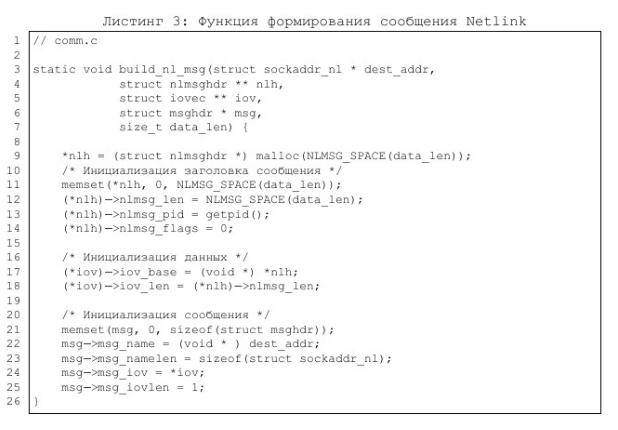 Листинг 3: Функция формирования сообщения Netlink
1 // comm.c
2
3 static void build_nl_msg(struct sockaddr_nl * dest_addr,
4             struct nlmsghdr ** nlh,
5             struct iovec ** iov,
6             struct msghdr * msg,
7             size_t data_len) {
8
9     *nlh = (struct nlmsghdr *) malloc(NLMSG_SPACE(data_len));
10     /* Инициализация заголовка сообщения */
11     memset(*nlh, 0, NLMSG_SPACE(data_len));
12     (*nlh)—>nlmsg_len = NLMSG_SPACE(data_len);
13     (*nlh)—>nlmsg_pid = getpid();
14     (*nlh)—>nlmsg_flags = 0;
15
16     /* Инициализация данных */
17     (*iov)—>iov_base = (void *) *nlh;
18     (*iov)—>iov_len = (*nlh)—>nlmsg_len;
19
20     /* Инициализация сообщения */
21     memset(msg, 0, sizeof(struct msghdr));
22     msg—>msg_name = (void * ) dest_addr;
23     msg—>msg_namelen = sizeof(struct sockaddr_nl);
24     msg—>msg_iov = *iov;
25     msg—>msg_iovlen = 1;
26 }